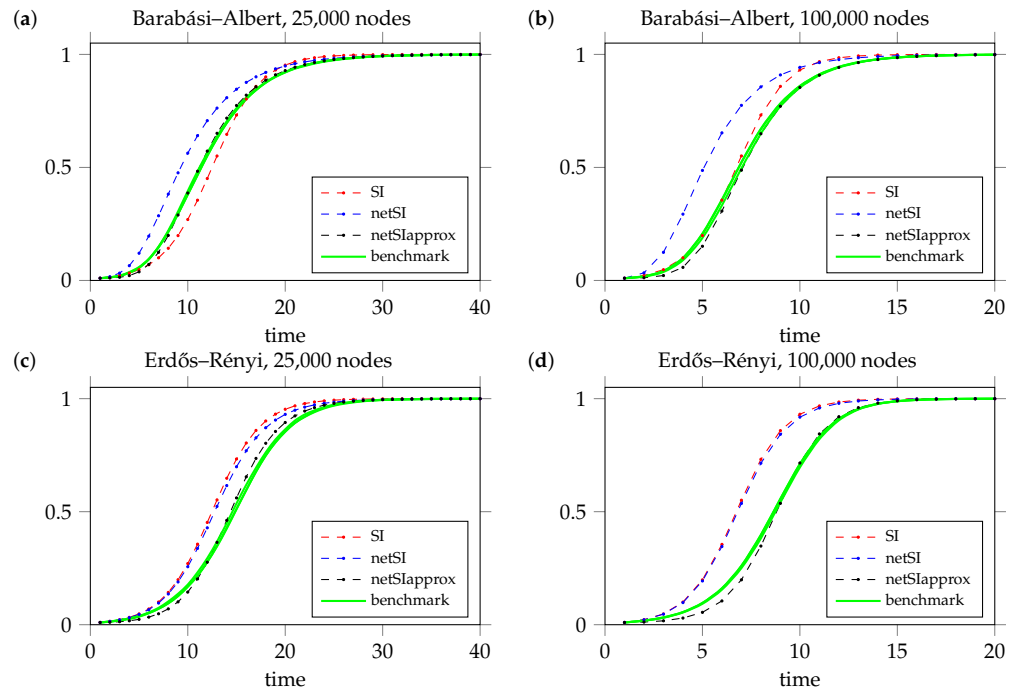 (a) Barabási–Albert, 25,000 nodes
1
0.5
0
0 10 20 30 40
time
SI
netSI
netSIapprox
benchmark
(b) Barabási–Albert, 100,000 nodes
1
0.5
0
0 5 10 15 20
time
SI
netSI
netSIapprox
benchmark
(c) Erdős–Rényi, 25,000 nodes
1
0.5
0
0 10 20 30 40
time
SI
netSI
netSIapprox
benchmark
(d) Erdős–Rényi, 100,000 nodes
1
0.5
0
0 5 10 15 20
time
SI
netSI
netSIapprox
benchmark